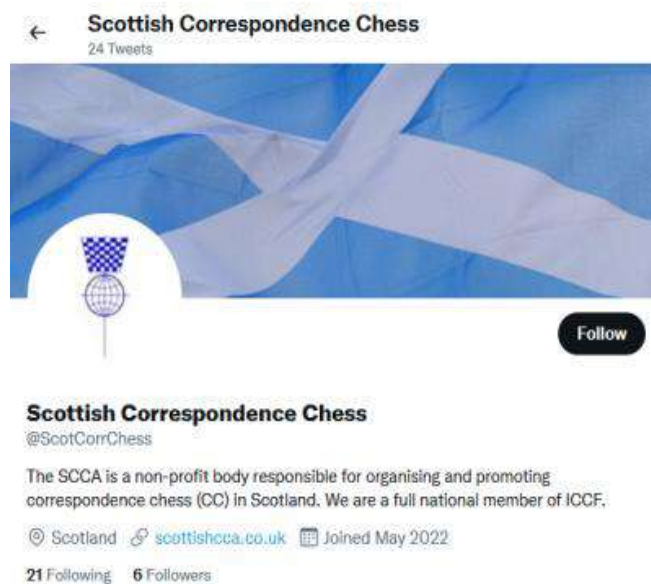 Scottish Correspondence Chess
24 Tweets
Follow
Scottish Correspondence Chess
@ScotCorrChess
The SCCA is a non-profit body responsible for organising and promoting
correspondence chess (CC) in Scotland. We are a full national member of ICCF.
Scotland scottishcca.co.uk Joined May 2022
21 Following 6 Followers